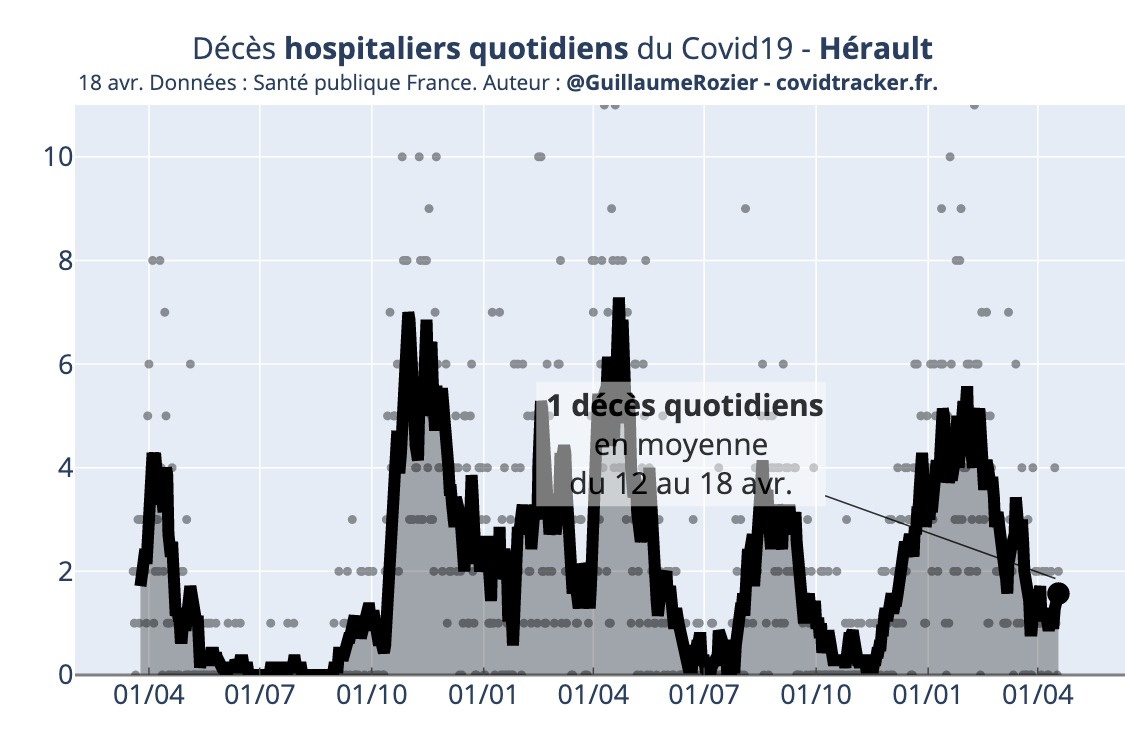 Décès hospitaliers quotidiens du Covid19 - Hérault
18 avr. Données : Santé publique France. Auteur : @GuillaumeRozier - covidtracker.fr.
10
8
6
4
2
0
1 décès quotidiens
en moyenne
du 12 au 18 avr.
01/04 01/07 01/10 01/01 01/04 01/07 01/10 01/01 01/04